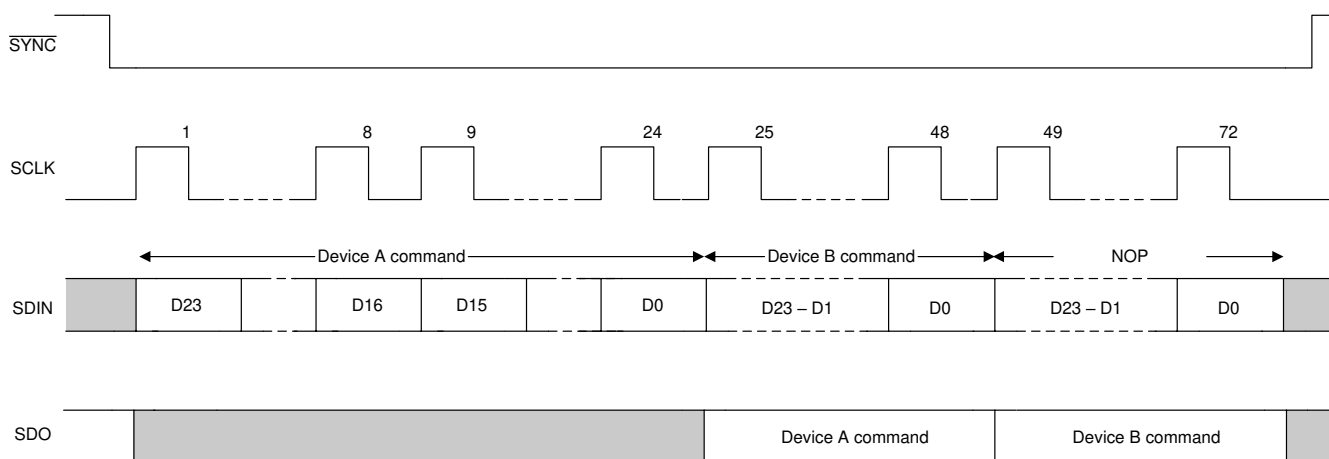 SYNC
1 8 9 24 25 48 49 72
SCLK
Device A command Device B command NOP
SDIN D23 D16 D15 D0 D23 – D1 D0 D23 – D1 D0
SDO Device A command Device B command